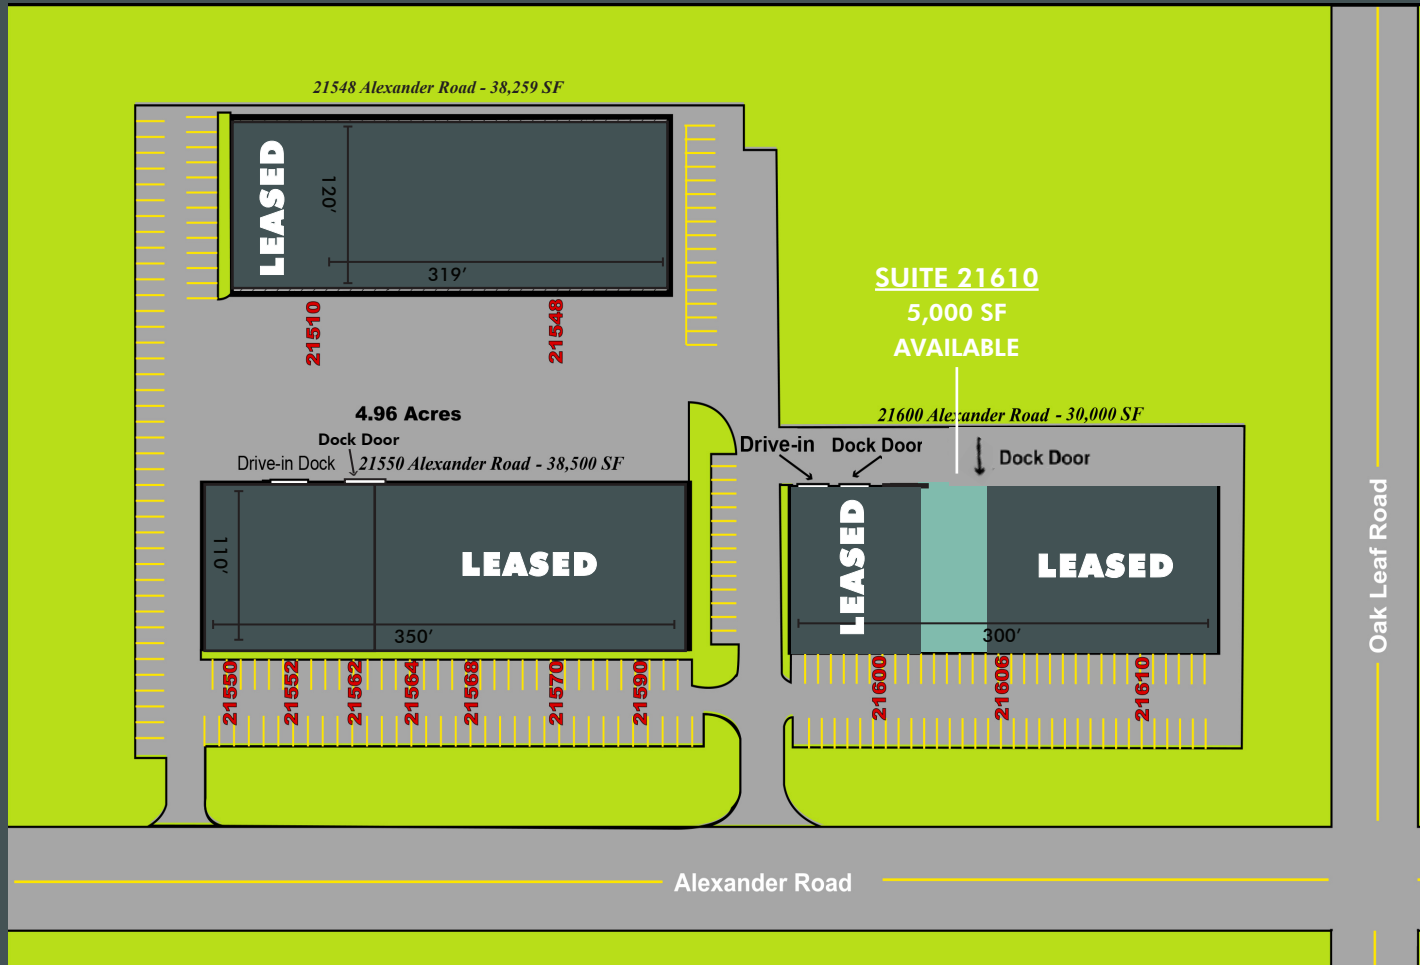 21548 Alexander Road - 38,259 SF
LEASED
120'
319'
21510
21548
SUITE 21610
5,000 SF
AVAILABLE
4.96 Acres
Dock Door
Drive-in Dock
21550 Alexander Road - 38,500 SF
21600 Alexander Road - 30,000 SF
Drive-in
Dock Door
Dock Door
110'
LEASED
350'
LEASED
LEASED
300'
21550
21552
21562
21564
21568
21570
21590
21600
21606
21610
Oak Leaf Road
Alexander Road